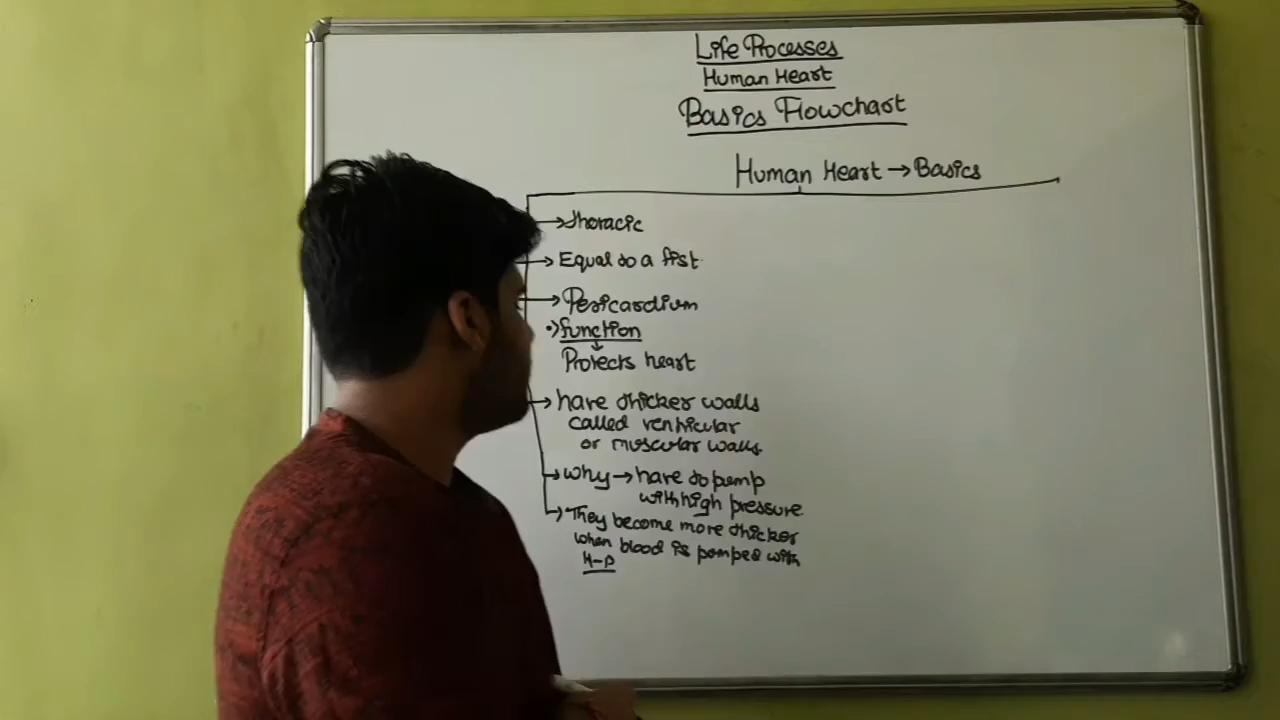 Life Processes
Human Heart
Basics Flowchart
Human Heart → Basics
→ Thoracic
→ Equal to a fist
→ Pericardium
•) function
↓
Protects heart
→ have thicker walls
called ventricular
or muscular walls
→ why → have to pump
with high pressure
→ They become more thicker
when blood is pumped with
H-P